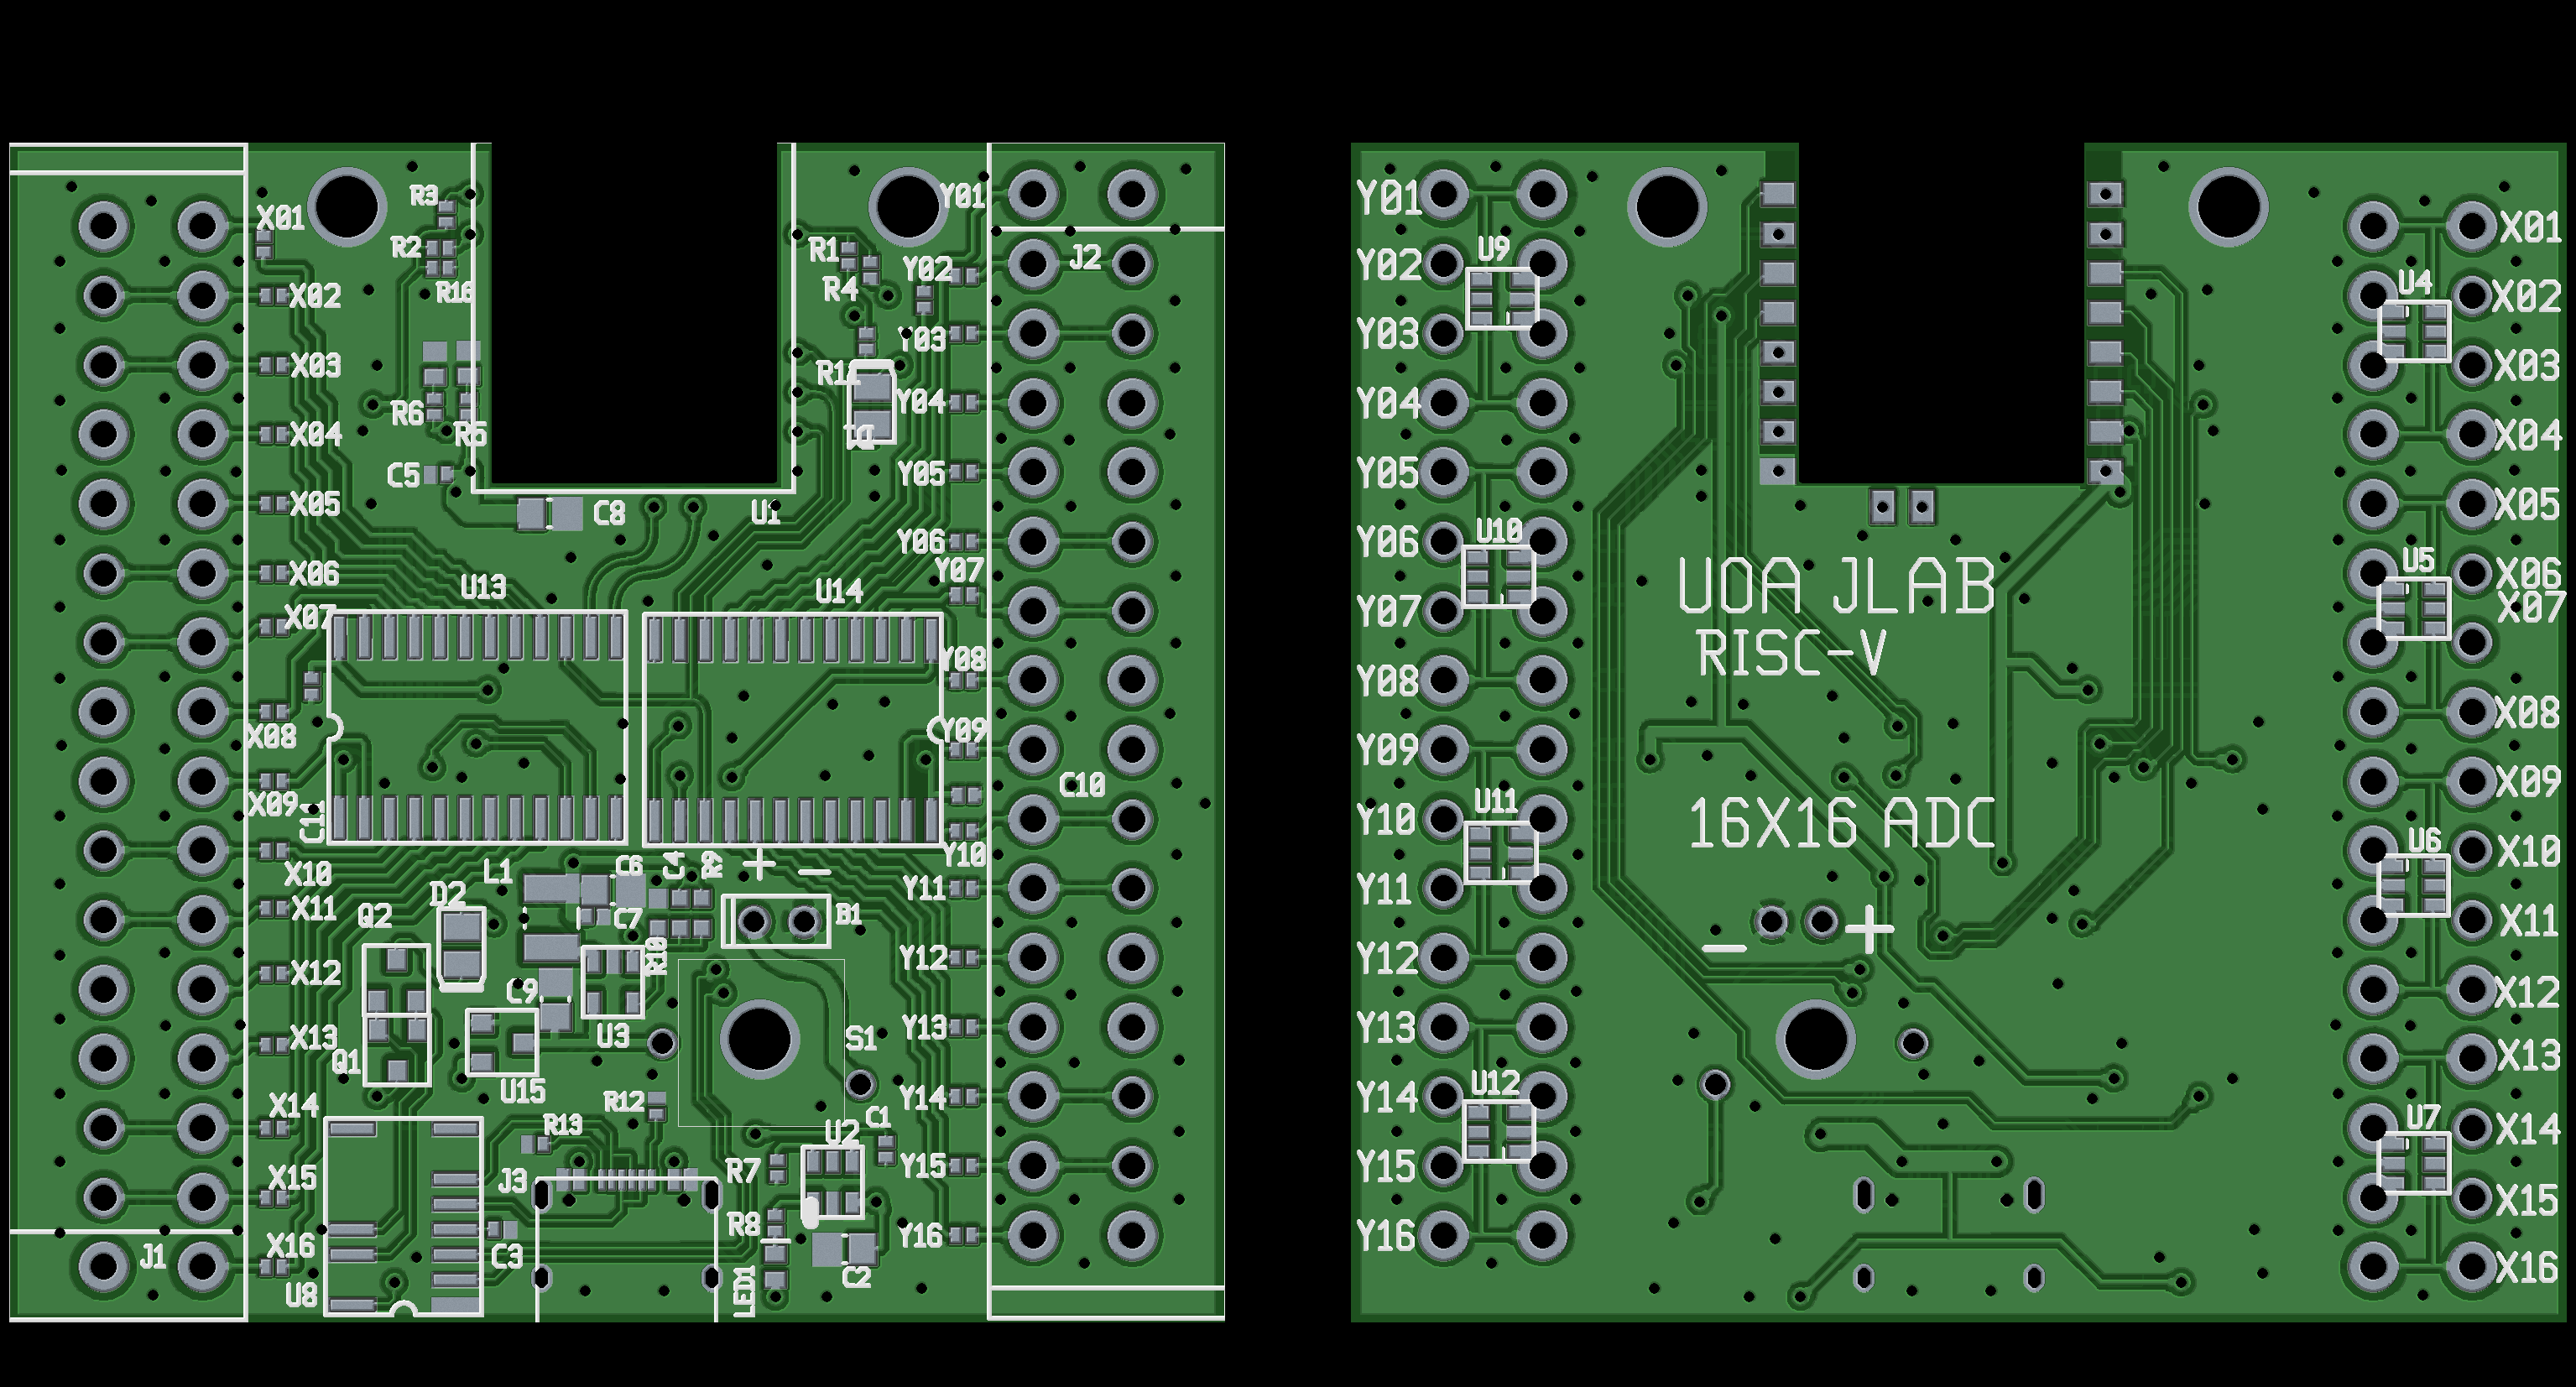 X01
X02
X03
X04
X05
X06
X07
X08
X09
C11
X10
X11
X12
X13
X14
X15
X16
J1
R3
R2
R16
R6
R5
C5
C8
U1
R1
R4
Y01
Y02
J2
Y03
Y04
Y05
Y06
Y07
U13
U14
Y08
Y09
C10
Y10
Y11
Y12
Y13
Y14
Y15
Y16
L1
C6
C4
R9
+ −
B1
D2
Q2
C7
R10
C9
U3
S1
Q1
U15
R12
R13
C1
U2
J3
R7
R8
C3
C2
U8
LED1
Y01
Y02
Y03
Y04
Y05
Y06
Y07
Y08
Y09
Y10
Y11
Y12
Y13
Y14
Y15
Y16
U9
U10
U11
U12
UOA JLAB
RISC-V
16X16 ADC
− +
U4
U5
U6
U7
X01
X02
X03
X04
X05
X06
X07
X08
X09
X10
X11
X12
X13
X14
X15
X16